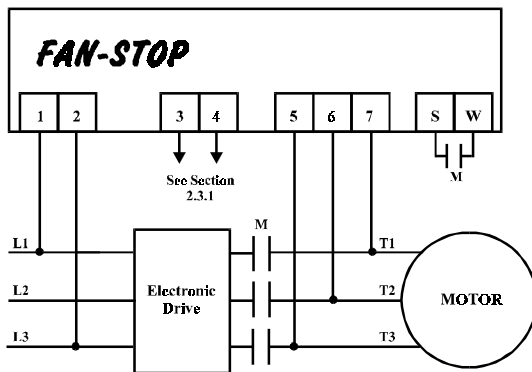 FAN-STOP
1 2 3 4 5 6 7 S W
See Section
2.3.1
M
M
L1
T1
L2
Electronic
Drive
T2
MOTOR
L3
T3